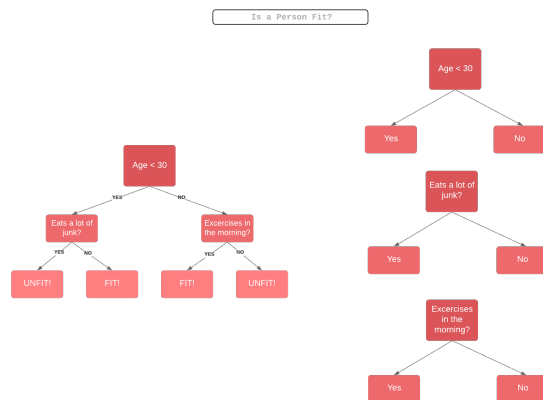 Is a Person Fit?
Age < 30
YES
NO
Eats a lot of
junk?
Excercises in
the morning?
YES
NO
YES
NO
UNFIT!
FIT!
FIT!
UNFIT!
Age < 30
Yes
No
Eats a lot of
junk?
Yes
No
Excercises
in the
morning?
Yes
No